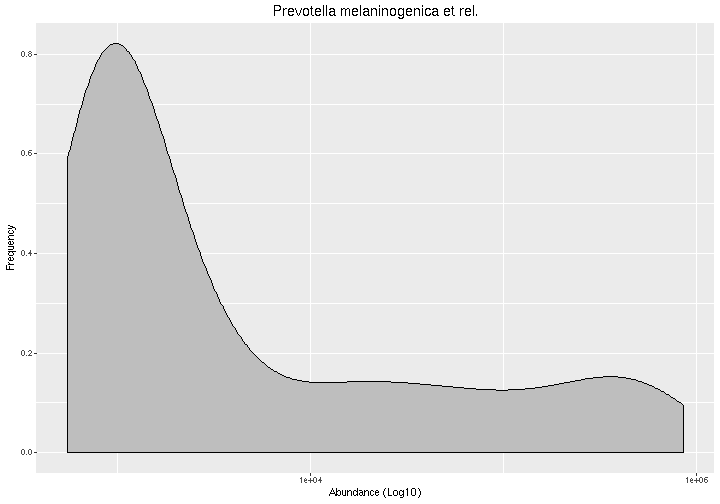 Prevotella melaninogenica et rel.
0.8
0.6
0.4
0.2
0.0
Frequency
1e+04
1e+06
Abundance (Log10)